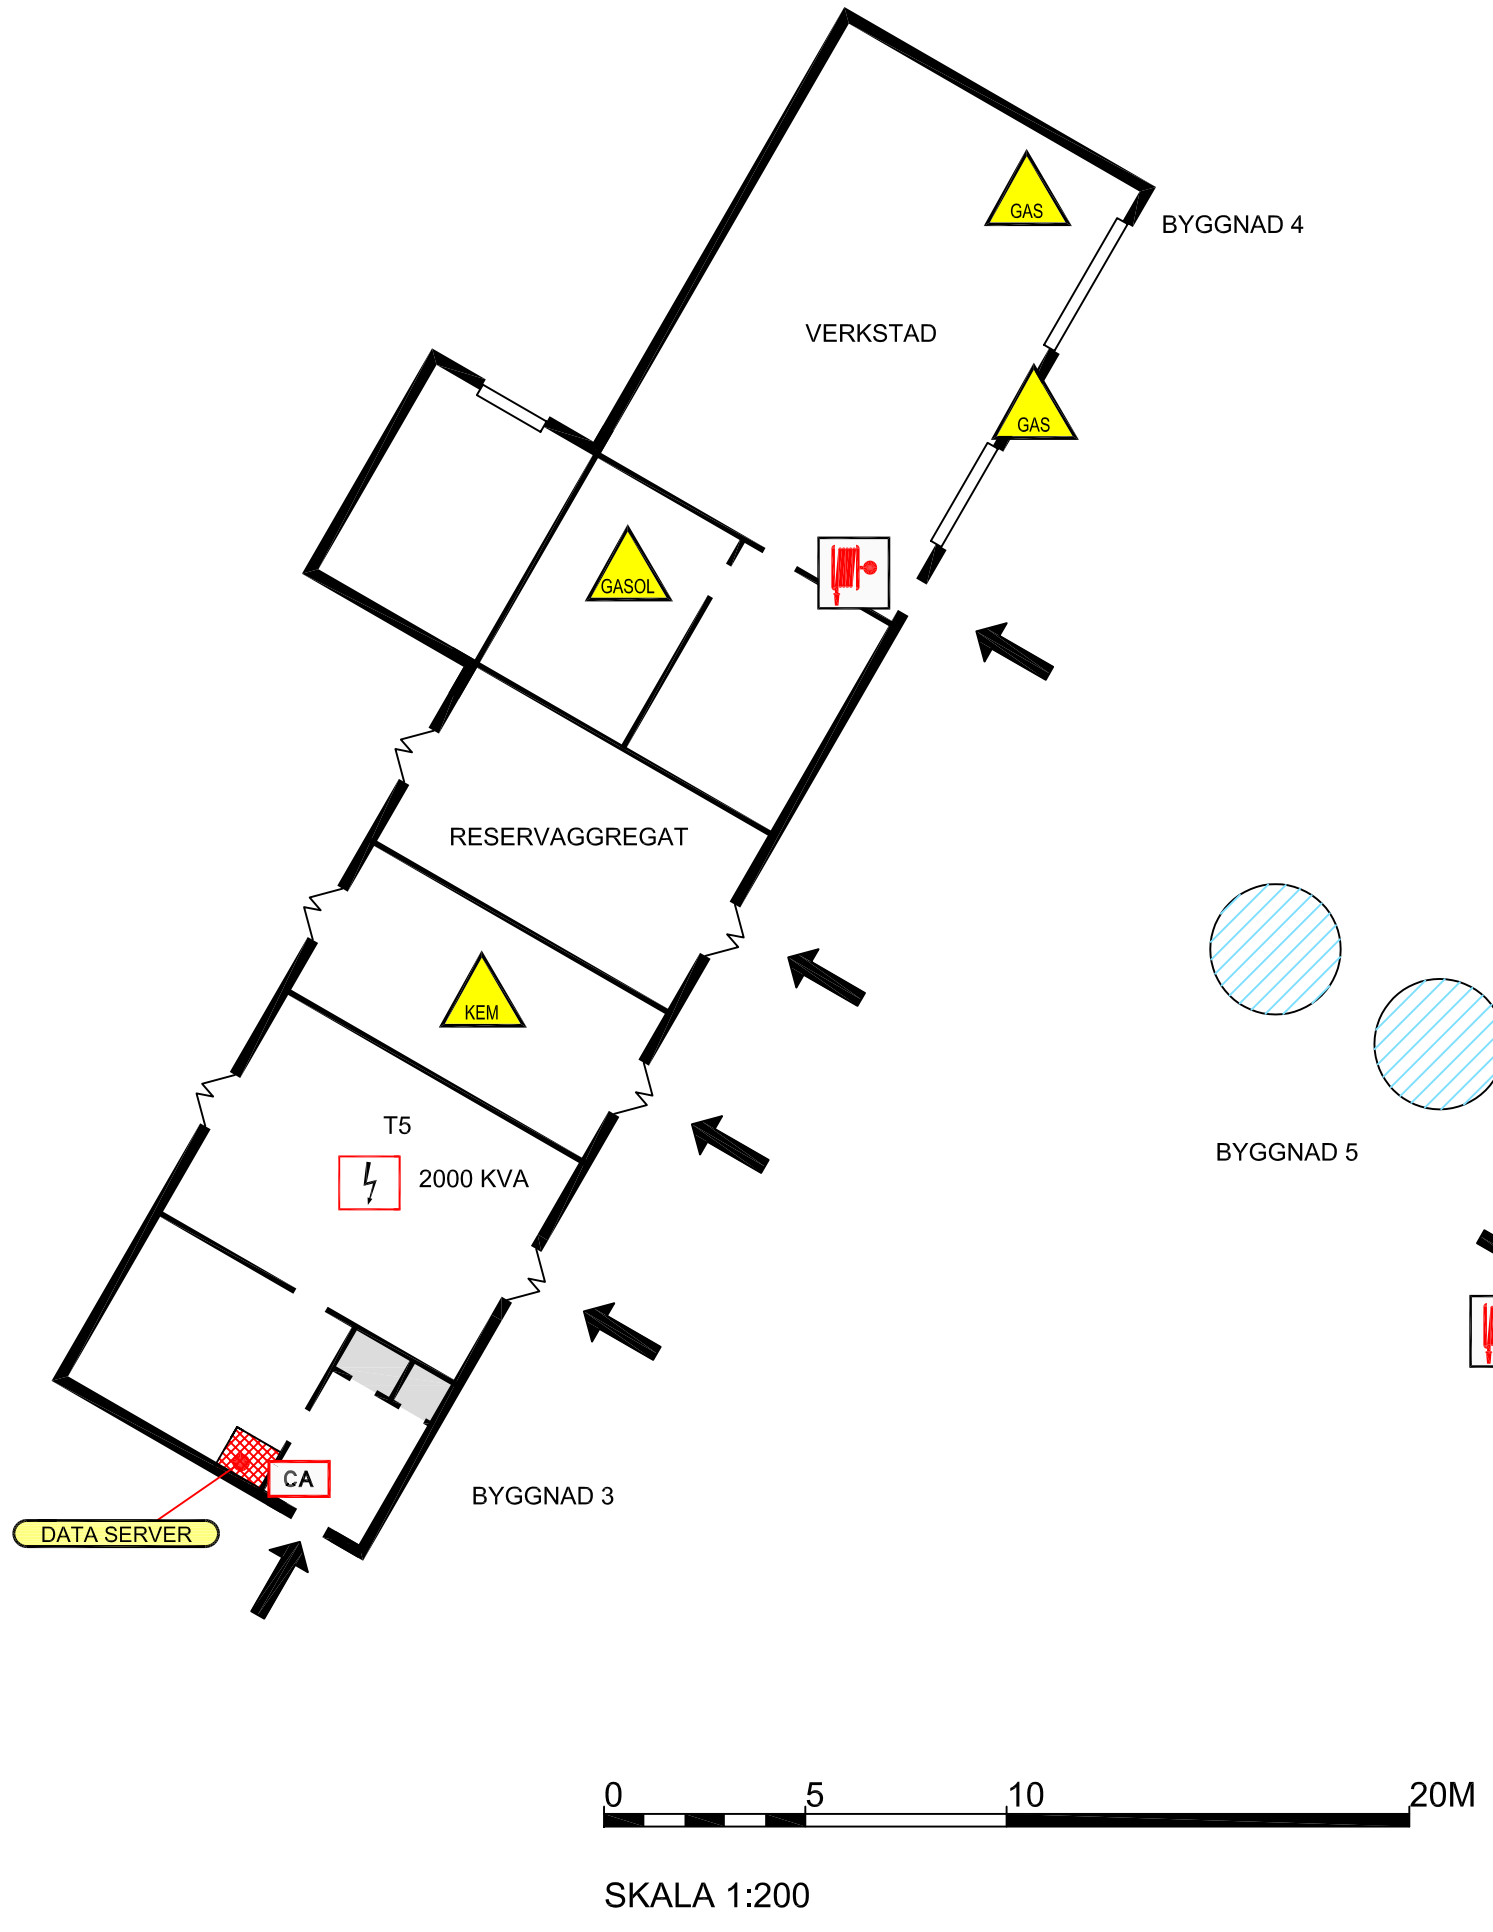 GAS
BYGGNAD 4
VERKSTAD
GAS
GASOL
RESERVAGGREGAT
KEM
T5
2000 KVA
BYGGNAD 5
CA
BYGGNAD 3
DATA SERVER
0 5 10 20M
SKALA 1:200